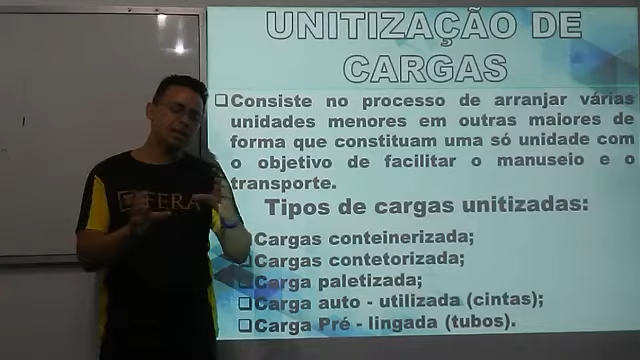 UNITIZAÇÃO DE
CARGAS
Consiste no processo de arranjar várias
unidades menores em outras maiores de
forma que constituam uma só unidade com
o objetivo de facilitar o manuseio e o
transporte.
Tipos de cargas unitizadas:
Cargas conteinerizada;
Cargas contetorizada;
Carga paletizada;
Carga auto - utilizada (cintas);
Carga Pré - lingada (tubos).